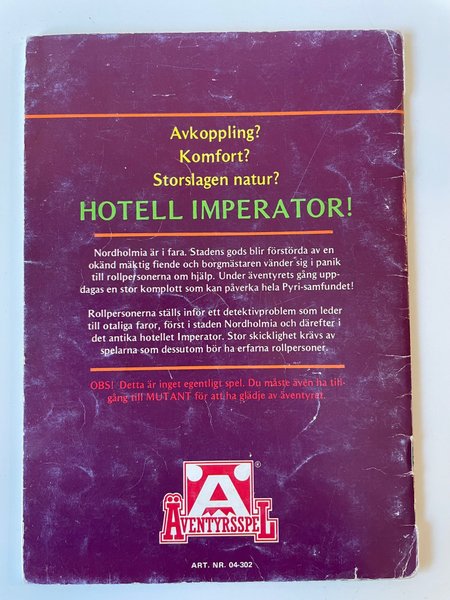 Avkoppling?
Komfort?
Storslagen natur?
HOTELL IMPERATOR!
Nordholmia är i fara. Stadens gods blir förstörda av en
okänd mäktig fiende och borgmästaren vänder sig i panik
till rollpersonerna om hjälp. Under äventyrets gång upp-
dagas en stor komplott som kan påverka hela Pyri-samfundet!
Rollpersonerna ställs inför ett detektivproblem som leder
till otaliga faror, först i staden Nordholmia och därefter i
det antika hotellet Imperator. Stor skicklighet krävs av
spelarna som dessutom bör ha erfarna rollpersoner.
OBS! Detta är inget egentligt spel. Du måste även ha till-
gång till MUTANT för att ha glädje av äventyret.
A
®
ÄVENTYRSSPEL
ART. NR. 04-302